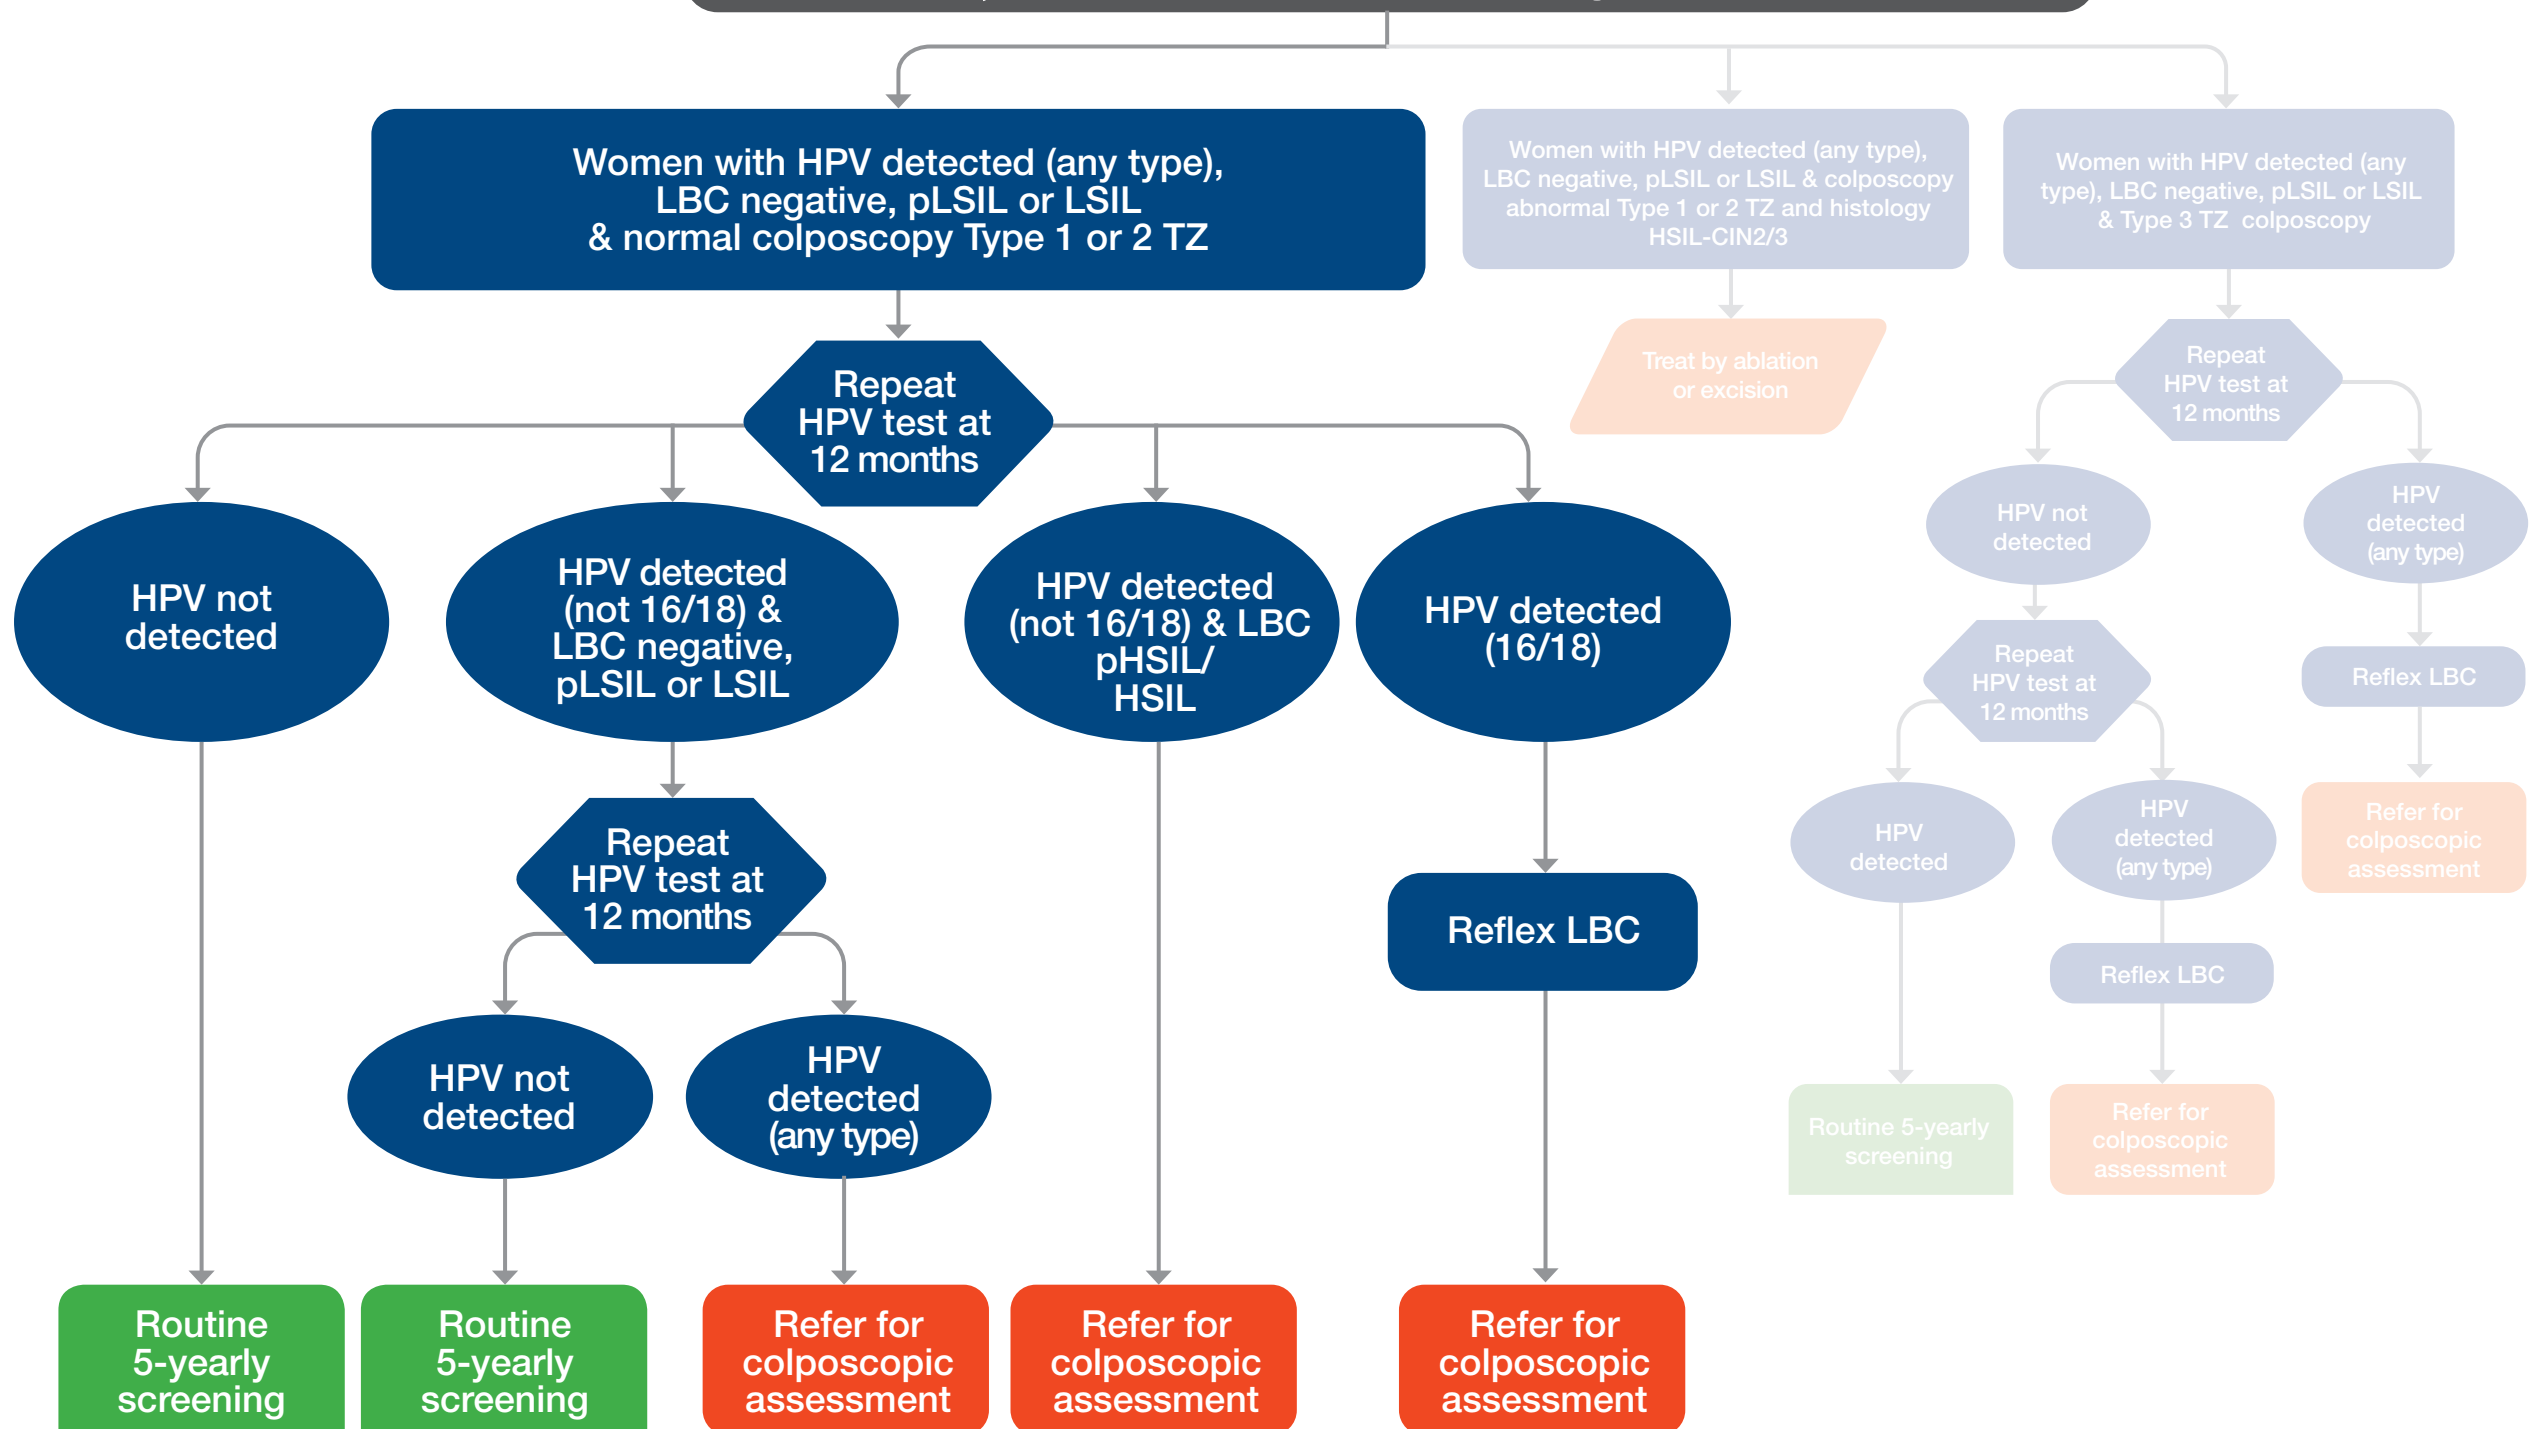 Women with HPV detected (any type),
LBC negative, pLSIL or LSIL
& normal colposcopy Type 1 or 2 TZ
Women with HPV detected (any type),
LBC negative, pLSIL or LSIL & colposcopy
abnormal Type 1 or 2 TZ and histology
HSIL-CIN2/3
Women with HPV detected (any
type), LBC negative, pLSIL or LSIL
& Type 3 TZ colposcopy
Repeat
HPV test at
12 months
Treat by ablation
or excision
Repeat
HPV test at
12 months
HPV not
detected
HPV detected
(not 16/18) &
LBC negative,
pLSIL or LSIL
HPV detected
(not 16/18) & LBC
pHSIL/
HSIL
HPV detected
(16/18)
HPV not
detected
HPV
detected
(any type)
Repeat
HPV test at
12 months
Reflex LBC
Repeat
HPV test at
12 months
Reflex LBC
HPV
detected
HPV
detected
(any type)
Refer for
colposcopic
assessment
Reflex LBC
HPV not
detected
HPV
detected
(any type)
Routine 5-yearly
screening
Refer for
colposcopic
assessment
Routine
5-yearly
screening
Routine
5-yearly
screening
Refer for
colposcopic
assessment
Refer for
colposcopic
assessment
Refer for
colposcopic
assessment